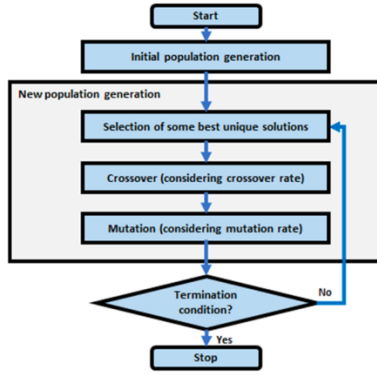 Start
Initial population generation
New population generation
Selection of some best unique solutions
Crossover (considering crossover rate)
Mutation (considering mutation rate)
Termination
condition?
No
Yes
Stop